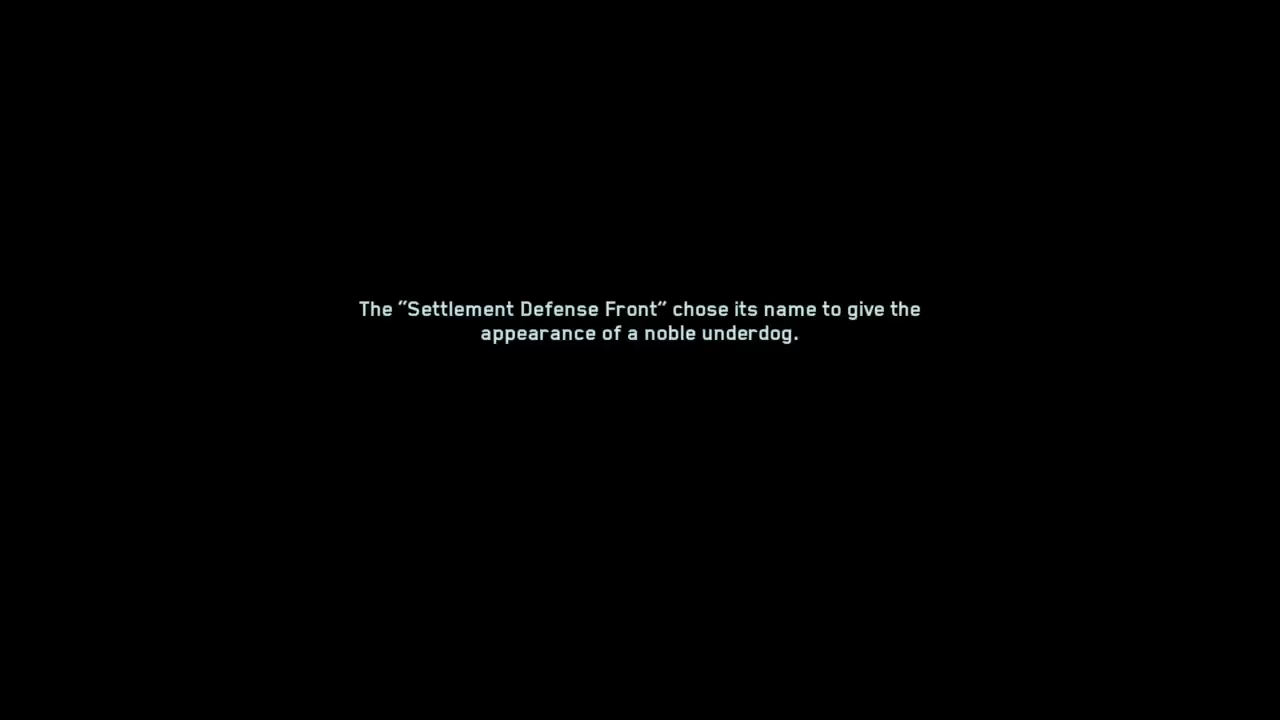 The “Settlement Defense Front” chose its name to give the
appearance of a noble underdog.